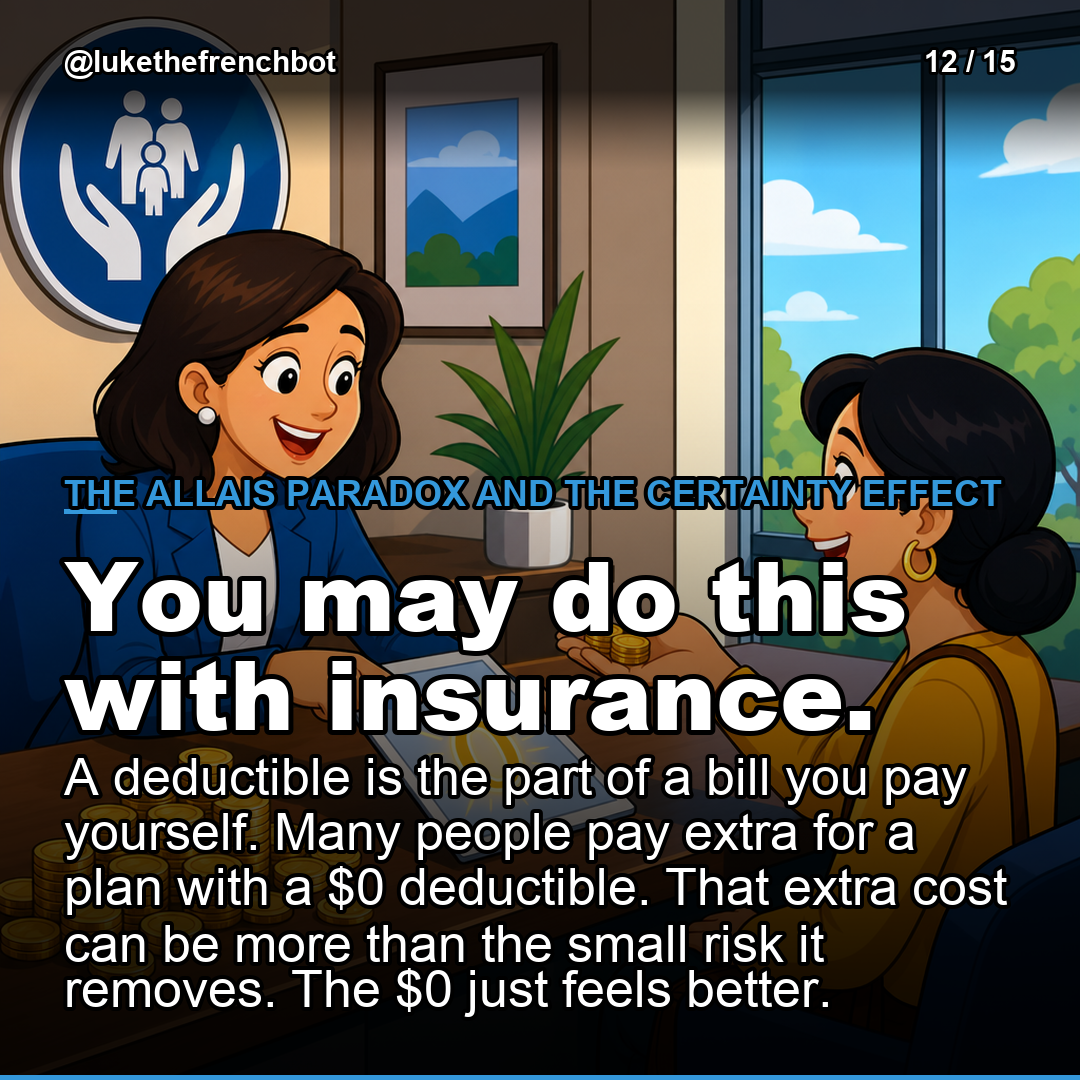 @lukethefrenchbot
12 / 15
THE ALLAIS PARADOX AND THE CERTAINTY EFFECT
You may do this
with insurance.
A deductible is the part of a bill you pay
yourself. Many people pay extra for a
plan with a $0 deductible. That extra cost
can be more than the small risk it
removes. The $0 just feels better.